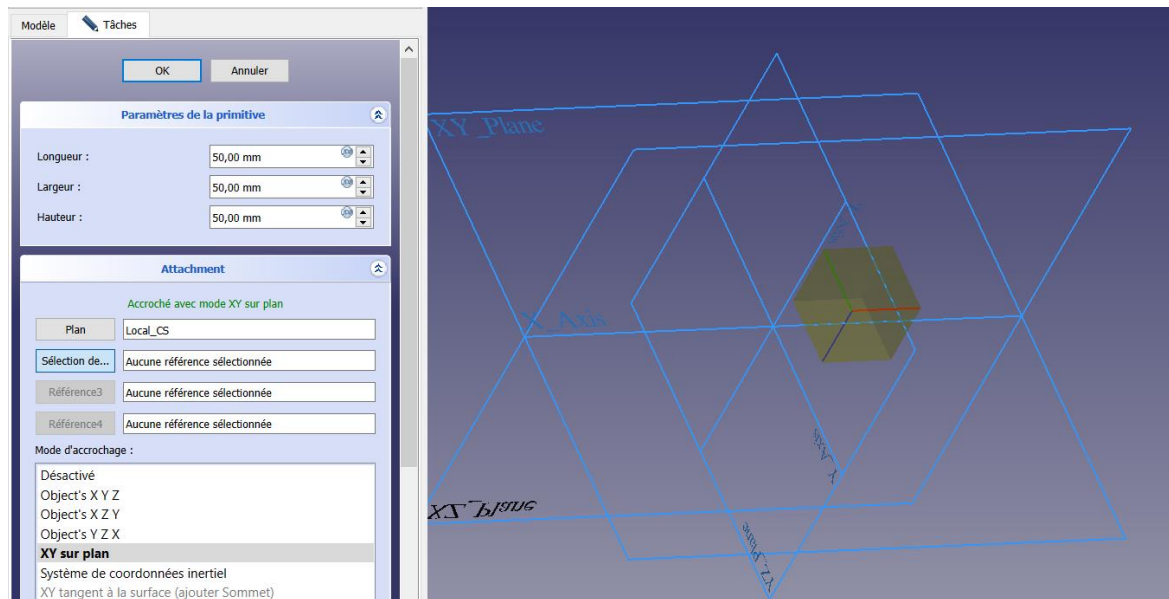 Modèle
Tâches
OK
Annuler
Paramètres de la primitive
Longueur :
50,00 mm
Largeur :
50,00 mm
Hauteur :
50,00 mm
Attachment
Accroché avec mode XY sur plan
Plan
Local_CS
Sélection de...
Aucune référence sélectionnée
Référence3
Aucune référence sélectionnée
Référence4
Aucune référence sélectionnée
Mode d'accrochage :
Désactivé
Object's X Y Z
Object's X Z Y
Object's Y Z X
XY sur plan
Système de coordonnées inertiel
XY tangent à la surface (ajouter Sommet)
XY_Plane
X_Axis
Y_Axis
XZ_Plane
YZ_Plane